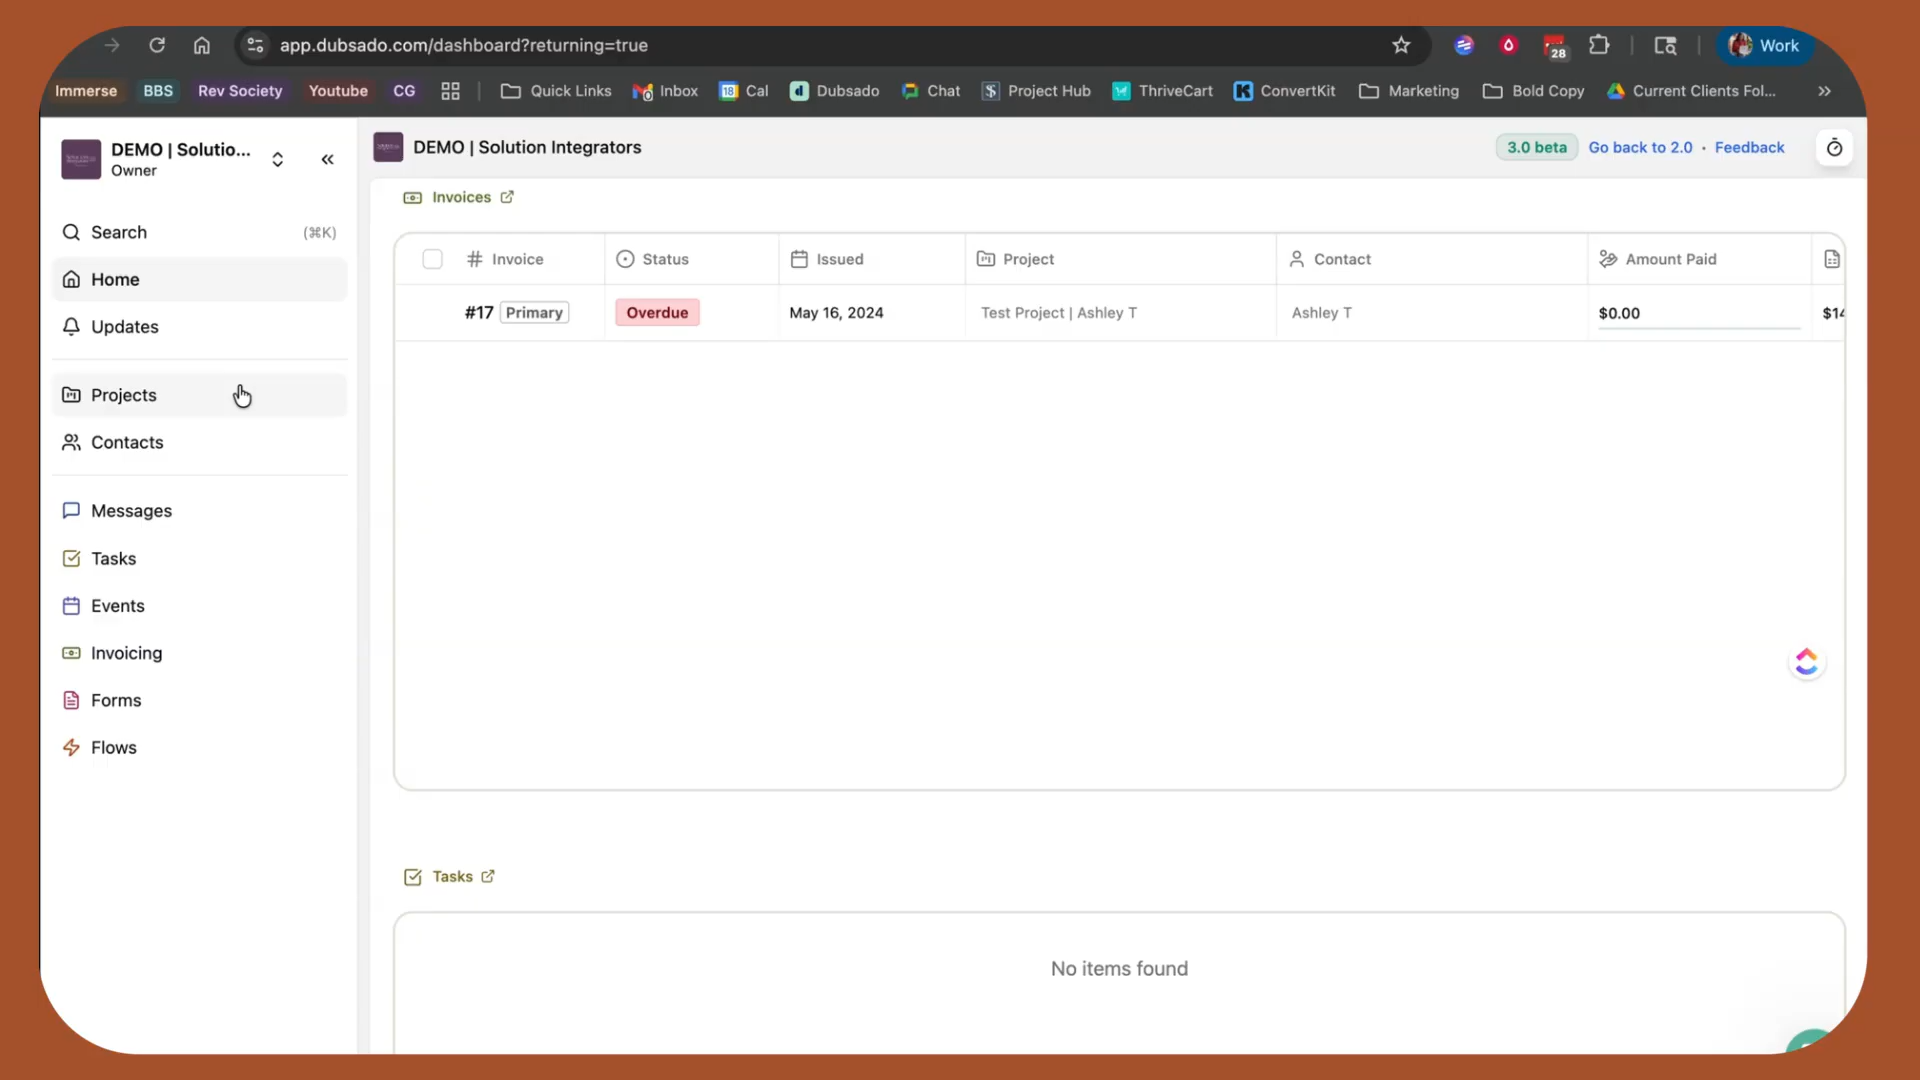 app.dubsado.com/dashboard?returning=true
28
Work
Immerse BBS Rev Society Youtube CG Quick Links Inbox 18 Cal Dubsado Chat Project Hub ThriveCart ConvertKit Marketing Bold Copy Current Clients Fol...
DEMO | Solutio...
Owner
DEMO | Solution Integrators
3.0 beta Go back to 2.0 · Feedback
Search (⌘K)
Home
Updates
Projects
Contacts
Messages
Tasks
Events
Invoicing
Forms
Flows
Invoices
Invoice Status Issued Project Contact Amount Paid
#17 Primary Overdue May 16, 2024 Test Project | Ashley T Ashley T $0.00 $14
Tasks
No items found